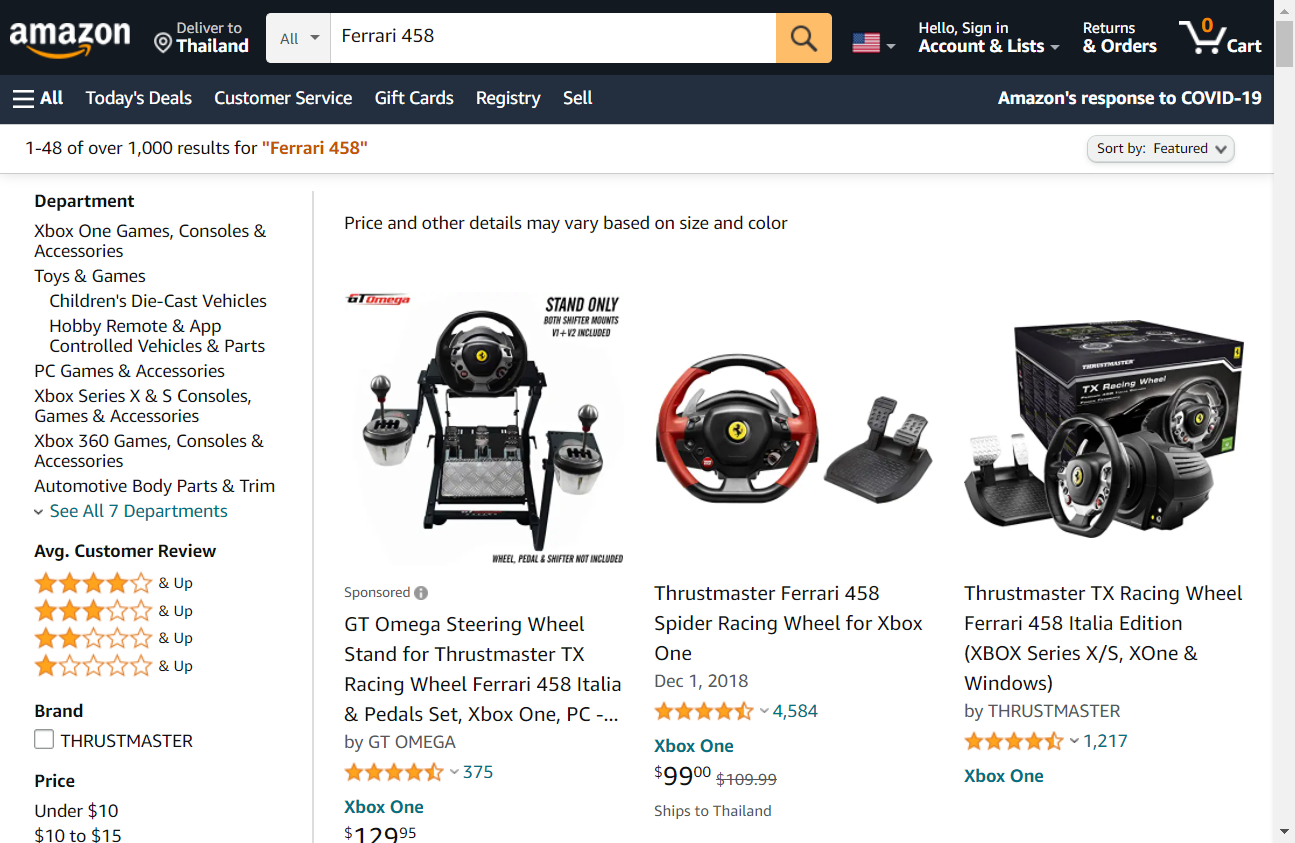 amazon
Deliver to
Thailand
All
Ferrari 458
Hello, Sign in
Account & Lists
Returns
& Orders
0
Cart
All
Today's Deals
Customer Service
Gift Cards
Registry
Sell
Amazon's response to COVID-19
1-48 of over 1,000 results for "Ferrari 458"
Sort by: Featured
Department
Xbox One Games, Consoles &
Accessories
Toys & Games
Children's Die-Cast Vehicles
Hobby Remote & App
Controlled Vehicles & Parts
PC Games & Accessories
Xbox Series X & S Consoles,
Games & Accessories
Xbox 360 Games, Consoles &
Accessories
Automotive Body Parts & Trim
See All 7 Departments
Avg. Customer Review
& Up
& Up
& Up
& Up
Brand
THRUSTMASTER
Price
Under $10
$10 to $15
Price and other details may vary based on size and color
GT Omega
STAND ONLY
BOTH SHIFTER MOUNTS
V1 + V2 INCLUDED
WHEEL, PEDAL & SHIFTER NOT INCLUDED
Sponsored
GT Omega Steering Wheel
Stand for Thrustmaster TX
Racing Wheel Ferrari 458 Italia
& Pedals Set, Xbox One, PC -...
by GT OMEGA
375
Xbox One
$129.95
Thrustmaster Ferrari 458
Spider Racing Wheel for Xbox
One
Dec 1, 2018
4,584
Xbox One
$99.00 $109.99
Ships to Thailand
THRUSTMASTER
TX Racing Wheel
Thrustmaster TX Racing Wheel
Ferrari 458 Italia Edition
(XBOX Series X/S, XOne &
Windows)
by THRUSTMASTER
1,217
Xbox One